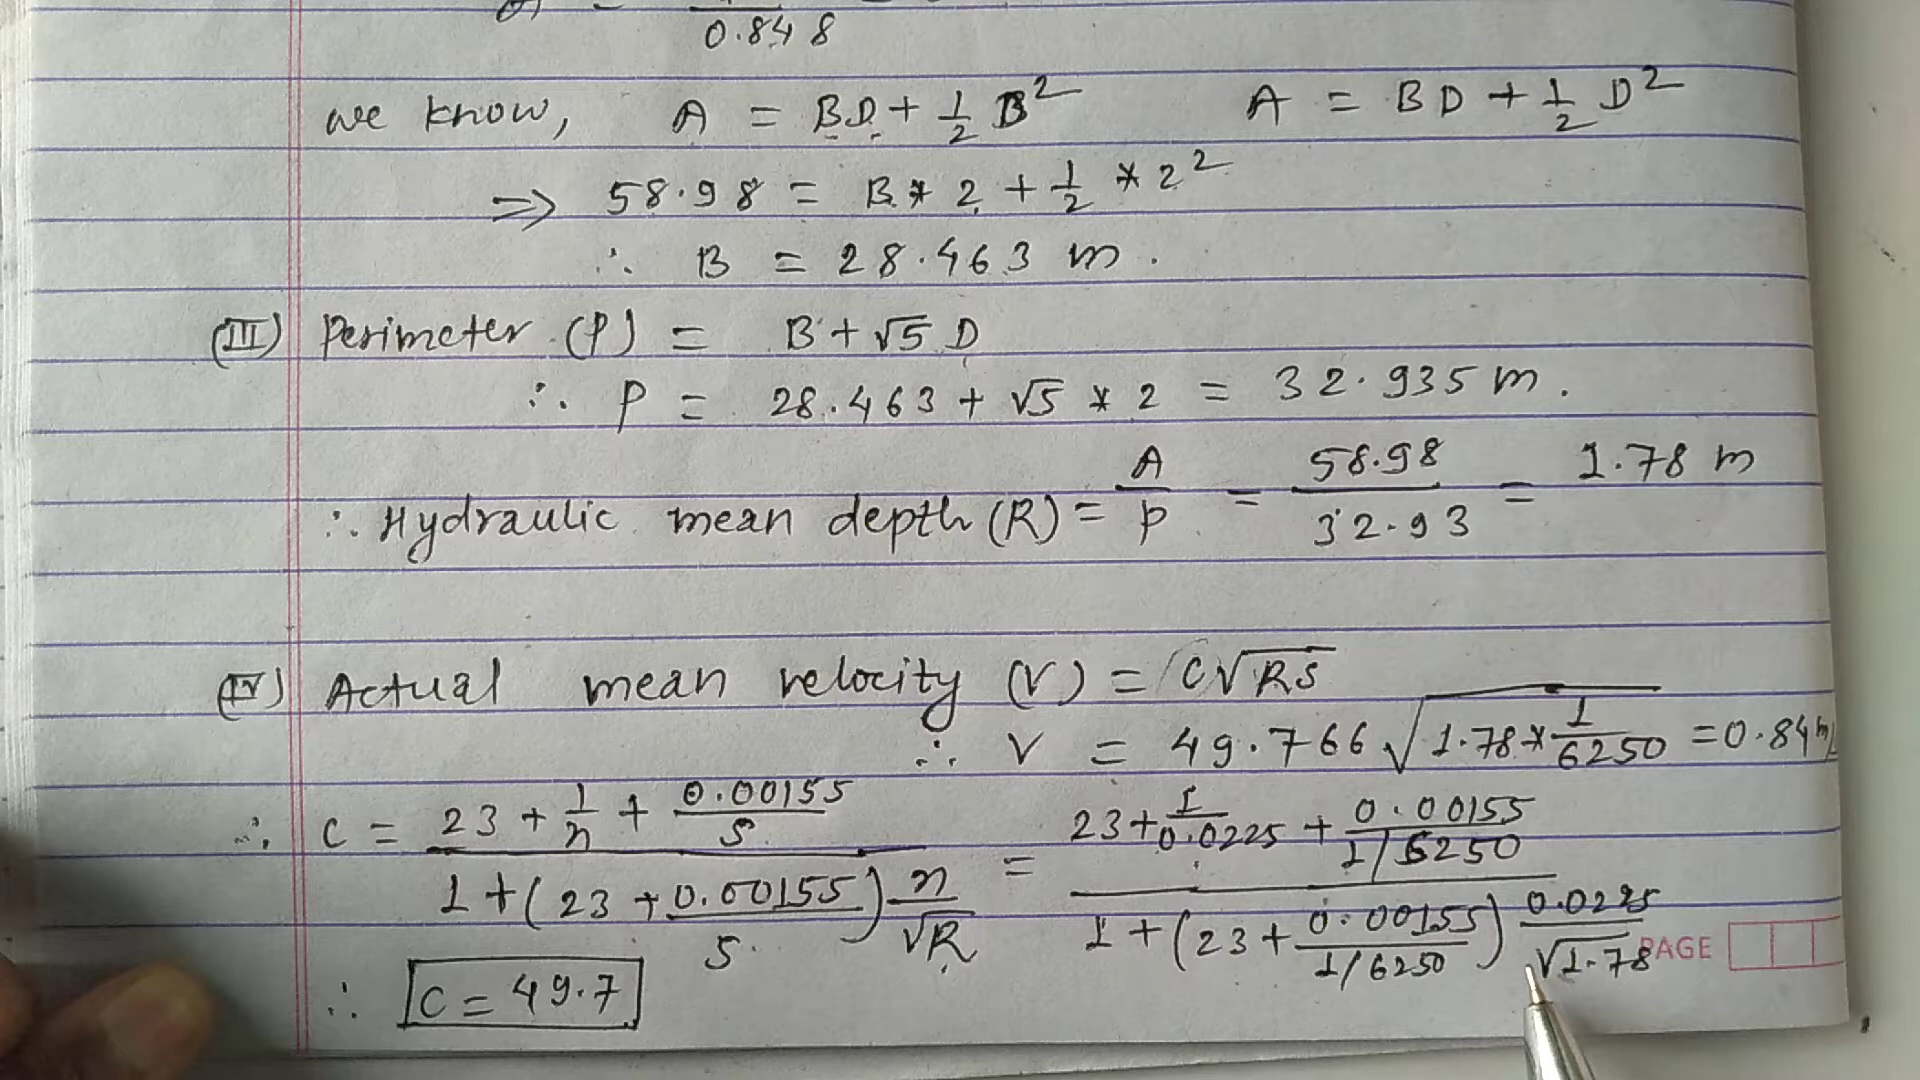 0.848
we know, A = BD + 1/2 B² A = BD + 1/2 D²
⇒ 58.98 = B * 2 + 1/2 * 2²
∴ B = 28.463 m.
(III) Perimeter (P) = B + √5 D
∴ P = 28.463 + √5 * 2 = 32.935 m.
∴ Hydraulic mean depth (R) = A/P = 58.98/32.93 = 1.78 m
(IV) Actual mean velocity (V) = C√RS
∴ V = 49.766 √(1.78 * 1/6250) = 0.84 m/
∴ C = (23 + 1/n + 0.00155/S) / (1 + (23 + 0.00155/S) n/√R) = (23 + 1/0.0225 + 0.00155/(1/6250)) / (1 + (23 + 0.00155/(1/6250)) 0.0225/√1.78)
PAGE
∴ C = 49.7